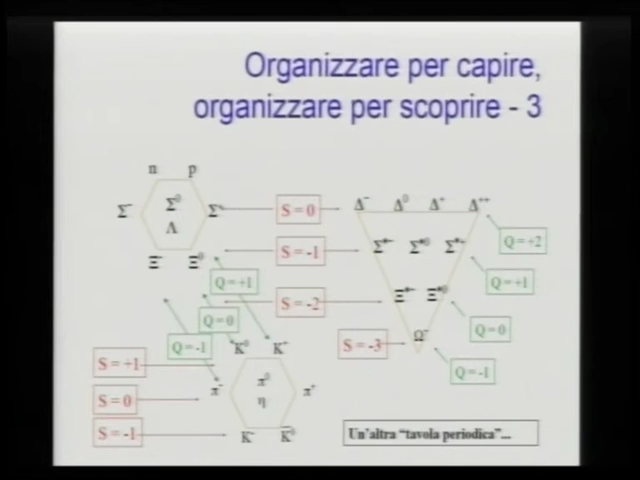 Organizzare per capire,
organizzare per scoprire - 3
n p
Σ⁻ Σ⁰ Σ⁺
Λ
Ξ⁻ Ξ⁰
S = 0
S = -1
S = -2
S = -3
Δ⁻ Δ⁰ Δ⁺ Δ⁺⁺
Σ*⁻ Σ*⁰ Σ*⁺
Ξ*⁻ Ξ*⁰
Ω⁻
Q = +2
Q = +1
Q = 0
Q = -1
Q = +1
Q = 0
Q = -1
K⁰ K⁺
π⁻ π⁰ π⁺
η
K⁻ K̅⁰
S = +1
S = 0
S = -1
Un'altra "tavola periodica"...